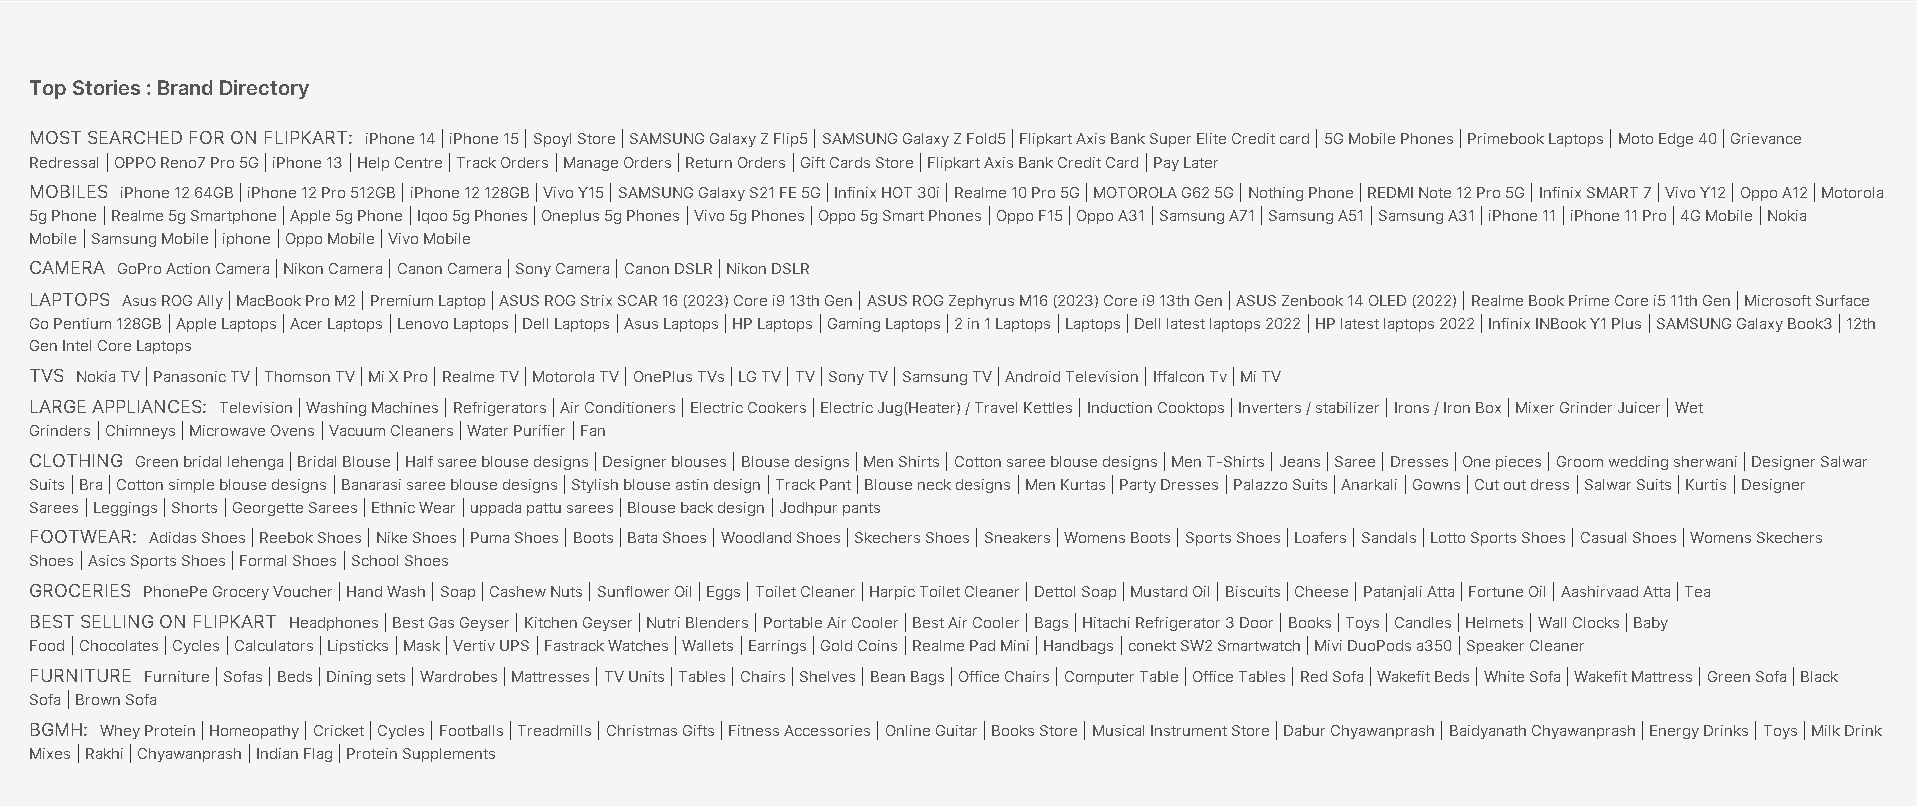 Top Stories : Brand Directory
MOST SEARCHED FOR ON FLIPKART: iPhone 14 | iPhone 15 | Spoyl Store | SAMSUNG Galaxy Z Flip5 | SAMSUNG Galaxy Z Fold5 | Flipkart Axis Bank Super Elite Credit card | 5G Mobile Phones | Primebook Laptops | Moto Edge 40 | Grievance
Redressal | OPPO Reno7 Pro 5G | iPhone 13 | Help Centre | Track Orders | Manage Orders | Return Orders | Gift Cards Store | Flipkart Axis Bank Credit Card | Pay Later
MOBILES iPhone 12 64GB | iPhone 12 Pro 512GB | iPhone 12 128GB | Vivo Y15 | SAMSUNG Galaxy S21 FE 5G | Infinix HOT 30i | Realme 10 Pro 5G | MOTOROLA G62 5G | Nothing Phone | REDMI Note 12 Pro 5G | Infinix SMART 7 | Vivo Y12 | Oppo A12 | Motorola
5g Phone | Realme 5g Smartphone | Apple 5g Phone | Iqoo 5g Phones | Oneplus 5g Phones | Vivo 5g Phones | Oppo 5g Smart Phones | Oppo F15 | Oppo A31 | Samsung A71 | Samsung A51 | Samsung A31 | iPhone 11 | iPhone 11 Pro | 4G Mobile | Nokia
Mobile | Samsung Mobile | iphone | Oppo Mobile | Vivo Mobile
CAMERA GoPro Action Camera | Nikon Camera | Canon Camera | Sony Camera | Canon DSLR | Nikon DSLR
LAPTOPS Asus ROG Ally | MacBook Pro M2 | Premium Laptop | ASUS ROG Strix SCAR 16 (2023) Core i9 13th Gen | ASUS ROG Zephyrus M16 (2023) Core i9 13th Gen | ASUS Zenbook 14 OLED (2022) | Realme Book Prime Core i5 11th Gen | Microsoft Surface
Go Pentium 128GB | Apple Laptops | Acer Laptops | Lenovo Laptops | Dell Laptops | Asus Laptops | HP Laptops | Gaming Laptops | 2 in 1 Laptops | Laptops | Dell latest laptops 2022 | HP latest laptops 2022 | Infinix INBook Y1 Plus | SAMSUNG Galaxy Book3 | 12th
Gen Intel Core Laptops
TVS Nokia TV | Panasonic TV | Thomson TV | Mi X Pro | Realme TV | Motorola TV | OnePlus TVs | LG TV | TV | Sony TV | Samsung TV | Android Television | Iffalcon Tv | Mi TV
LARGE APPLIANCES: Television | Washing Machines | Refrigerators | Air Conditioners | Electric Cookers | Electric Jug(Heater) / Travel Kettles | Induction Cooktops | Inverters / stabilizer | Irons / Iron Box | Mixer Grinder Juicer | Wet
Grinders | Chimneys | Microwave Ovens | Vacuum Cleaners | Water Purifier | Fan
CLOTHING Green bridal lehenga | Bridal Blouse | Half saree blouse designs | Designer blouses | Blouse designs | Men Shirts | Cotton saree blouse designs | Men T-Shirts | Jeans | Saree | Dresses | One pieces | Groom wedding sherwani | Designer Salwar
Suits | Bra | Cotton simple blouse designs | Banarasi saree blouse designs | Stylish blouse astin design | Track Pant | Blouse neck designs | Men Kurtas | Party Dresses | Palazzo Suits | Anarkali | Gowns | Cut out dress | Salwar Suits | Kurtis | Designer
Sarees | Leggings | Shorts | Georgette Sarees | Ethnic Wear | uppada pattu sarees | Blouse back design | Jodhpur pants
FOOTWEAR: Adidas Shoes | Reebok Shoes | Nike Shoes | Puma Shoes | Boots | Bata Shoes | Woodland Shoes | Skechers Shoes | Sneakers | Womens Boots | Sports Shoes | Loafers | Sandals | Lotto Sports Shoes | Casual Shoes | Womens Skechers
Shoes | Asics Sports Shoes | Formal Shoes | School Shoes
GROCERIES PhonePe Grocery Voucher | Hand Wash | Soap | Cashew Nuts | Sunflower Oil | Eggs | Toilet Cleaner | Harpic Toilet Cleaner | Dettol Soap | Mustard Oil | Biscuits | Cheese | Patanjali Atta | Fortune Oil | Aashirvaad Atta | Tea
BEST SELLING ON FLIPKART Headphones | Best Gas Geyser | Kitchen Geyser | Nutri Blenders | Portable Air Cooler | Best Air Cooler | Bags | Hitachi Refrigerator 3 Door | Books | Toys | Candles | Helmets | Wall Clocks | Baby
Food | Chocolates | Cycles | Calculators | Lipsticks | Mask | Vertiv UPS | Fastrack Watches | Wallets | Earrings | Gold Coins | Realme Pad Mini | Handbags | conekt SW2 Smartwatch | Mivi DuoPods a350 | Speaker Cleaner
FURNITURE Furniture | Sofas | Beds | Dining sets | Wardrobes | Mattresses | TV Units | Tables | Chairs | Shelves | Bean Bags | Office Chairs | Computer Table | Office Tables | Red Sofa | Wakefit Beds | White Sofa | Wakefit Mattress | Green Sofa | Black
Sofa | Brown Sofa
BGMH: Whey Protein | Homeopathy | Cricket | Cycles | Footballs | Treadmills | Christmas Gifts | Fitness Accessories | Online Guitar | Books Store | Musical Instrument Store | Dabur Chyawanprash | Baidyanath Chyawanprash | Energy Drinks | Toys | Milk Drink
Mixes | Rakhi | Chyawanprash | Indian Flag | Protein Supplements